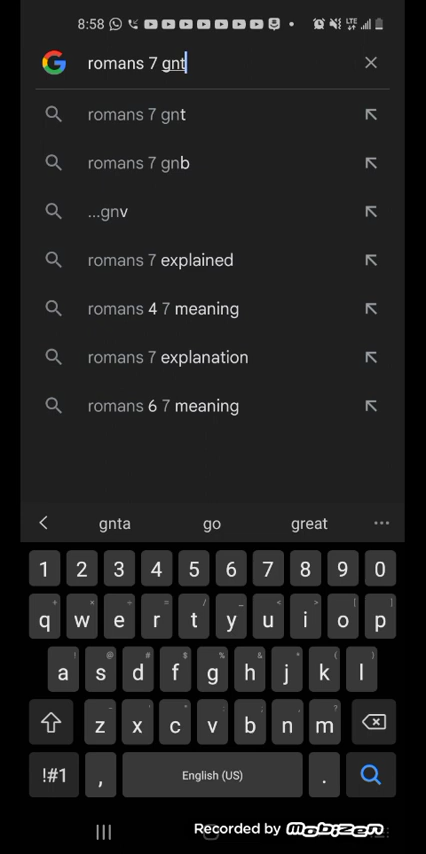 8:58 LTE
romans 7 gnt
romans 7 gnt
romans 7 gnb
...gnv
romans 7 explained
romans 4 7 meaning
romans 7 explanation
romans 6 7 meaning
gnta go great ...
1 2 3 4 5 6 7 8 9 0
q w e r t y u i o p
a s d f g h j k l
z x c v b n m
!#1 , English (US) .
Recorded by mobizen